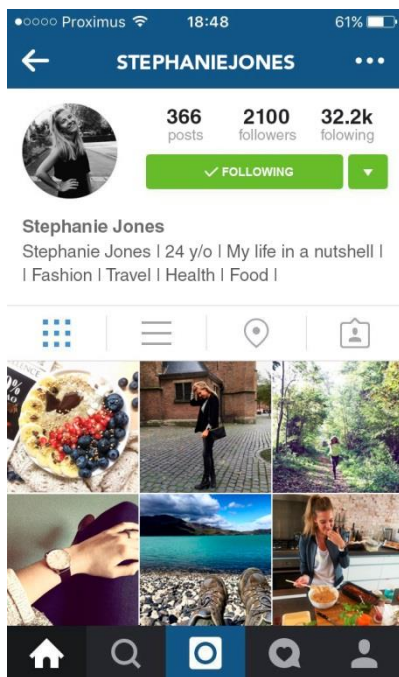 ●○○○○ Proximus 18:48 61%
STEPHANIEJONES
366 2100 32.2k
posts followers folowing
✓ FOLLOWING
Stephanie Jones
Stephanie Jones | 24 y/o | My life in a nutshell |
| Fashion | Travel | Health | Food |